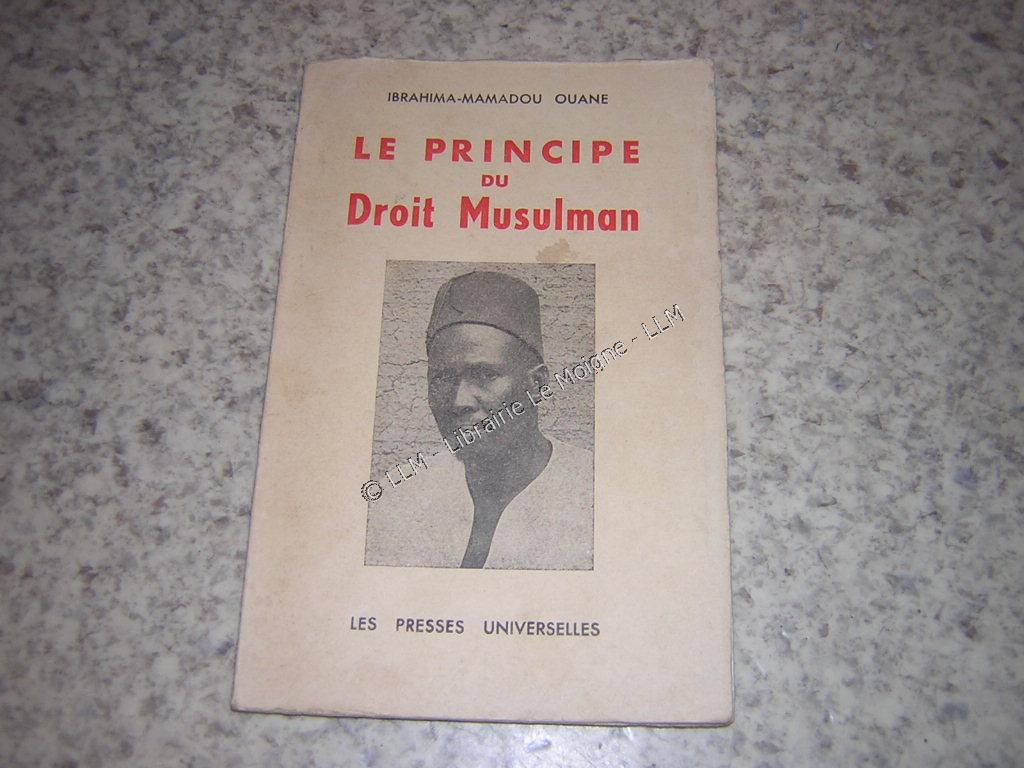 IBRAHIMA-MAMADOU OUANE
LE PRINCIPE
DU
Droit Musulman
© LLM - Librairie Le Moigne - LLM
LES PRESSES UNIVERSELLES